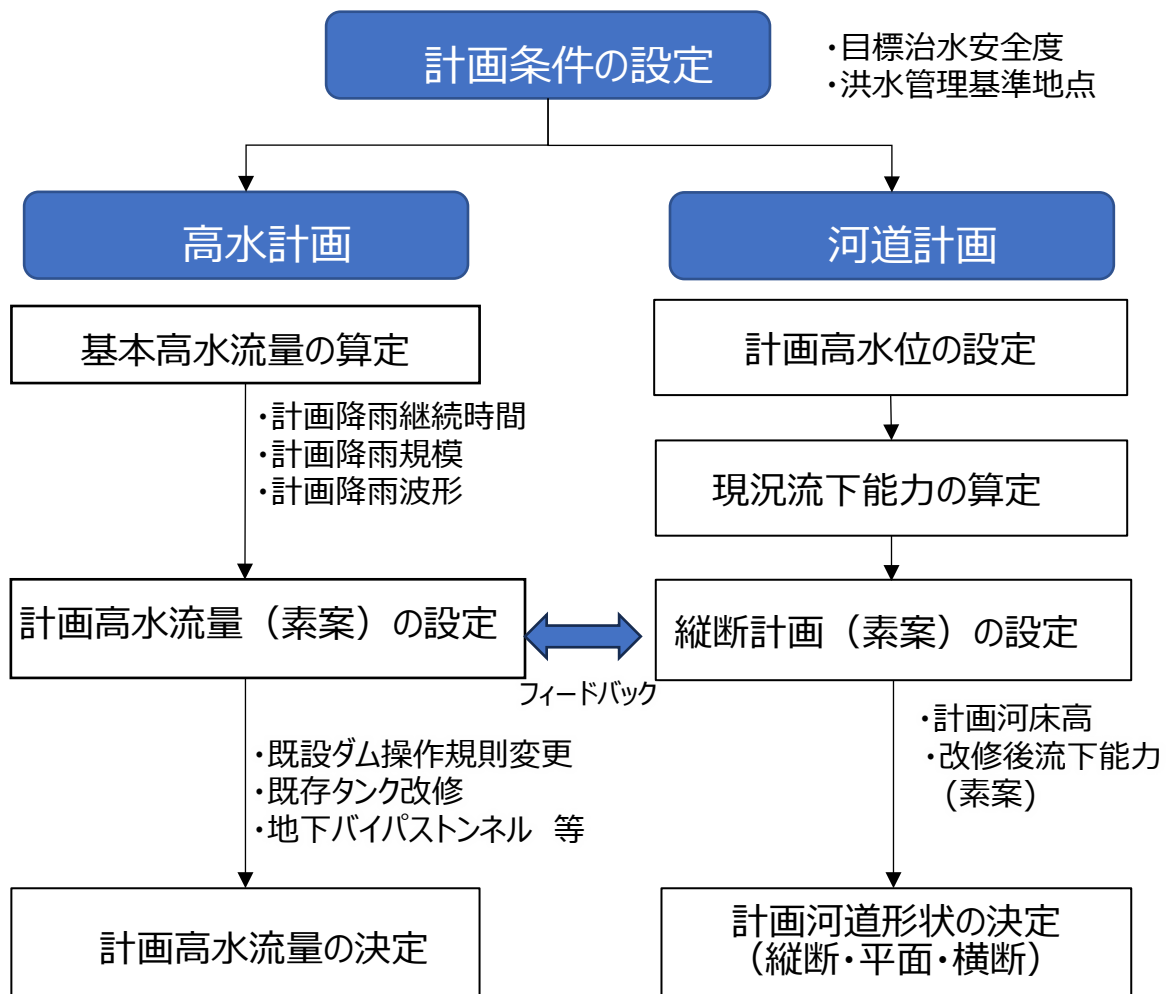 計画条件の設定
・目標治水安全度
・洪水管理基準地点
高水計画
河道計画
基本高水流量の算定
計画高水位の設定
・計画降雨継続時間
・計画降雨規模
・計画降雨波形
現況流下能力の算定
計画高水流量（素案）の設定
縦断計画（素案）の設定
フィードバック
・計画河床高
・改修後流下能力
(素案)
・既設ダム操作規則変更
・既存タンク改修
・地下バイパストンネル 等
計画高水流量の決定
計画河道形状の決定
（縦断・平面・横断）